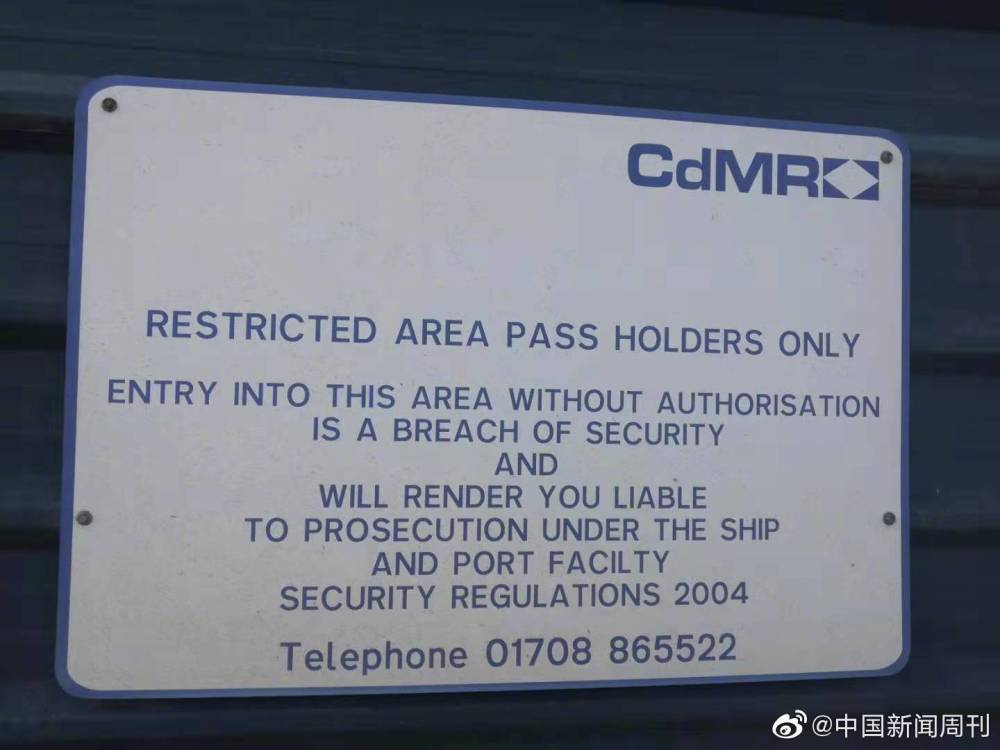 CdMR
RESTRICTED AREA PASS HOLDERS ONLY
ENTRY INTO THIS AREA WITHOUT AUTHORISATION
IS A BREACH OF SECURITY
AND
WILL RENDER YOU LIABLE
TO PROSECUTION UNDER THE SHIP
AND PORT FACILTY
SECURITY REGULATIONS 2004
Telephone 01708 865522
@中国新闻周刊